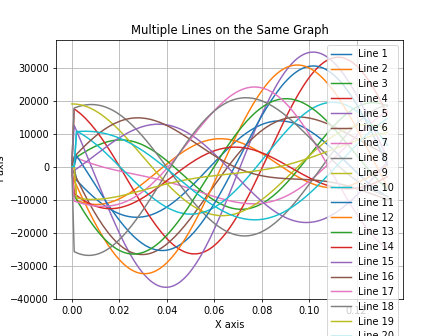 Multiple Lines on the Same Graph
30000
20000
10000
0
−10000
−20000
−30000
−40000
0.00
0.02
0.04
0.06
0.08
0.10
X axis
axis
Line 1
Line 2
Line 3
Line 4
Line 5
Line 6
Line 7
Line 8
Line 9
Line 10
Line 11
Line 12
Line 13
Line 14
Line 15
Line 16
Line 17
Line 18
Line 19
Line 20